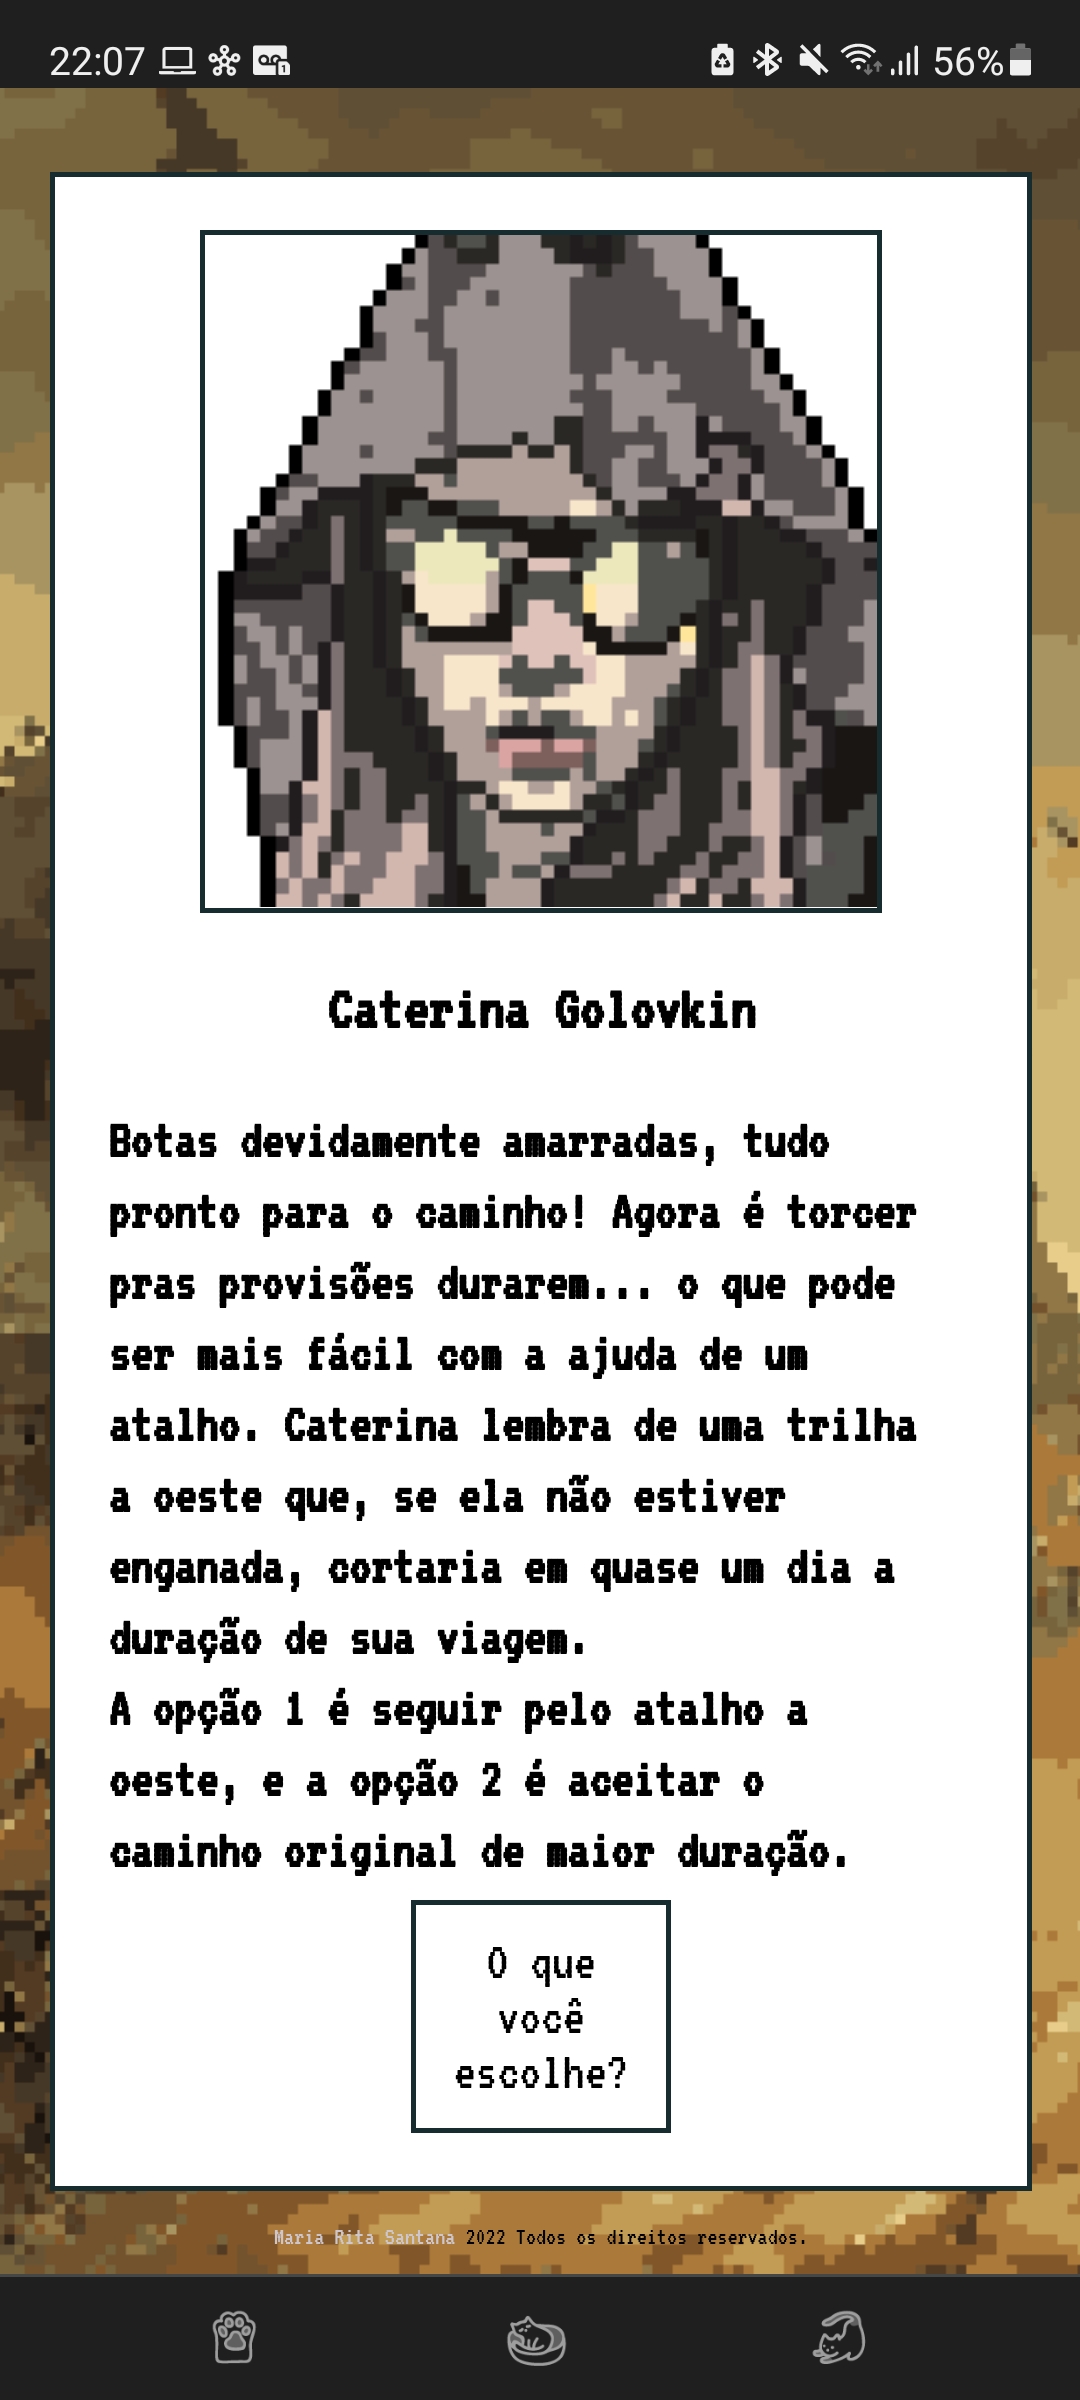 22:07
56%
Caterina Golovkin
Botas devidamente amarradas, tudo
pronto para o caminho! Agora é torcer
pras provisões durarem... o que pode
ser mais fácil com a ajuda de um
atalho. Caterina lembra de uma trilha
a oeste que, se ela não estiver
enganada, cortaria em quase um dia a
duração de sua viagem.
A opção 1 é seguir pelo atalho a
oeste, e a opção 2 é aceitar o
caminho original de maior duração.
O que
você
escolhe?
Maria Rita Santana 2022 Todos os direitos reservados.